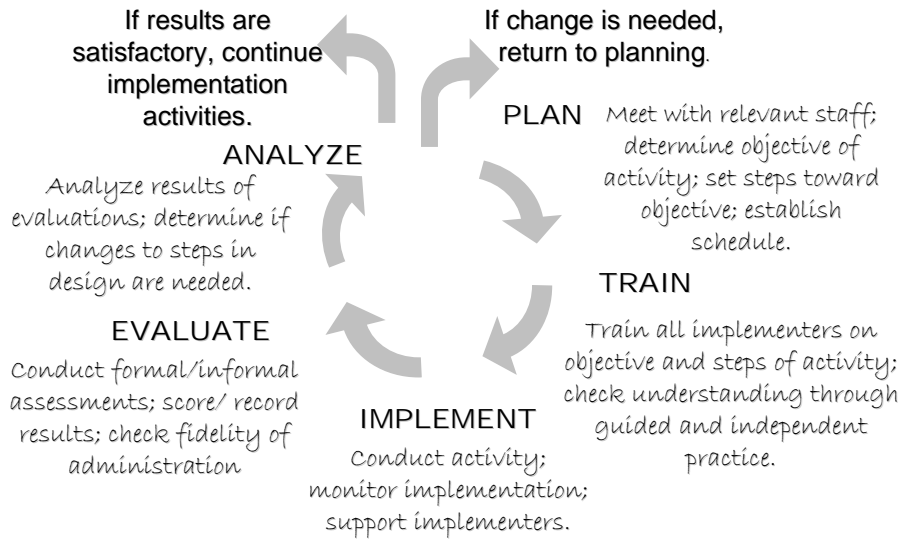 If results are
satisfactory, continue
implementation
activities.
If change is needed,
return to planning.
PLAN
Meet with relevant staff;
determine objective of
activity; set steps toward
objective; establish
schedule.
TRAIN
Train all implementers on
objective and steps of activity;
check understanding through
guided and independent
practice.
IMPLEMENT
Conduct activity;
monitor implementation;
support implementers.
EVALUATE
Conduct formal/informal
assessments; score/ record
results; check fidelity of
administration
ANALYZE
Analyze results of
evaluations; determine if
changes to steps in
design are needed.